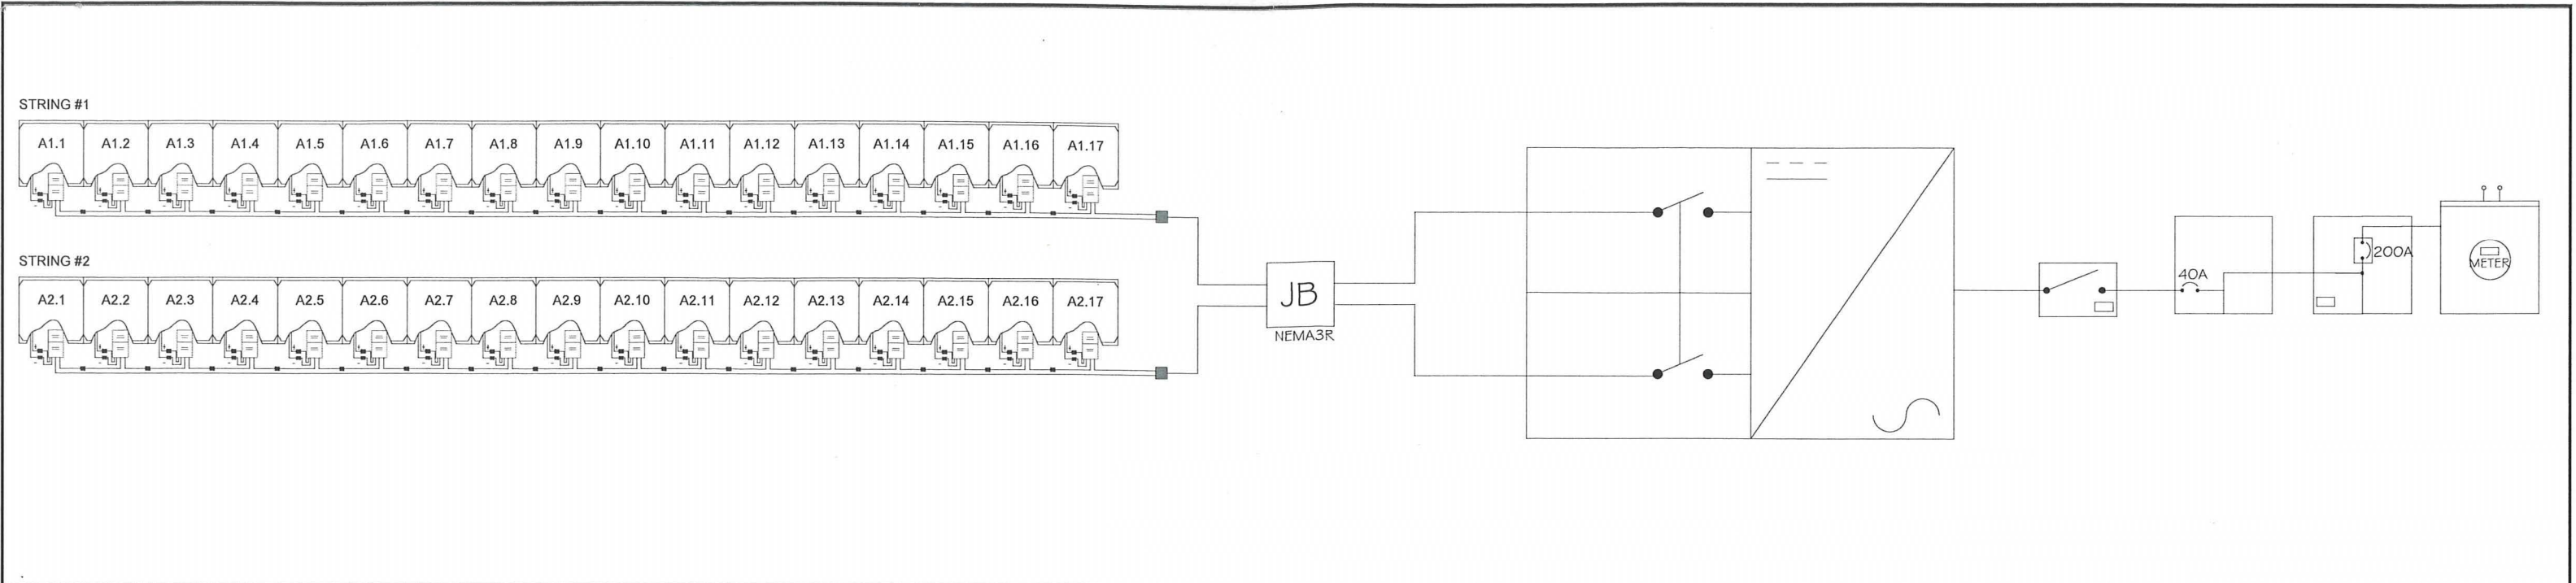 STRING #1
A1.1 A1.2 A1.3 A1.4 A1.5 A1.6 A1.7 A1.8 A1.9 A1.10 A1.11 A1.12 A1.13 A1.14 A1.15 A1.16 A1.17
STRING #2
A2.1 A2.2 A2.3 A2.4 A2.5 A2.6 A2.7 A2.8 A2.9 A2.10 A2.11 A2.12 A2.13 A2.14 A2.15 A2.16 A2.17
JB
NEMA3R
40A
200A
METER